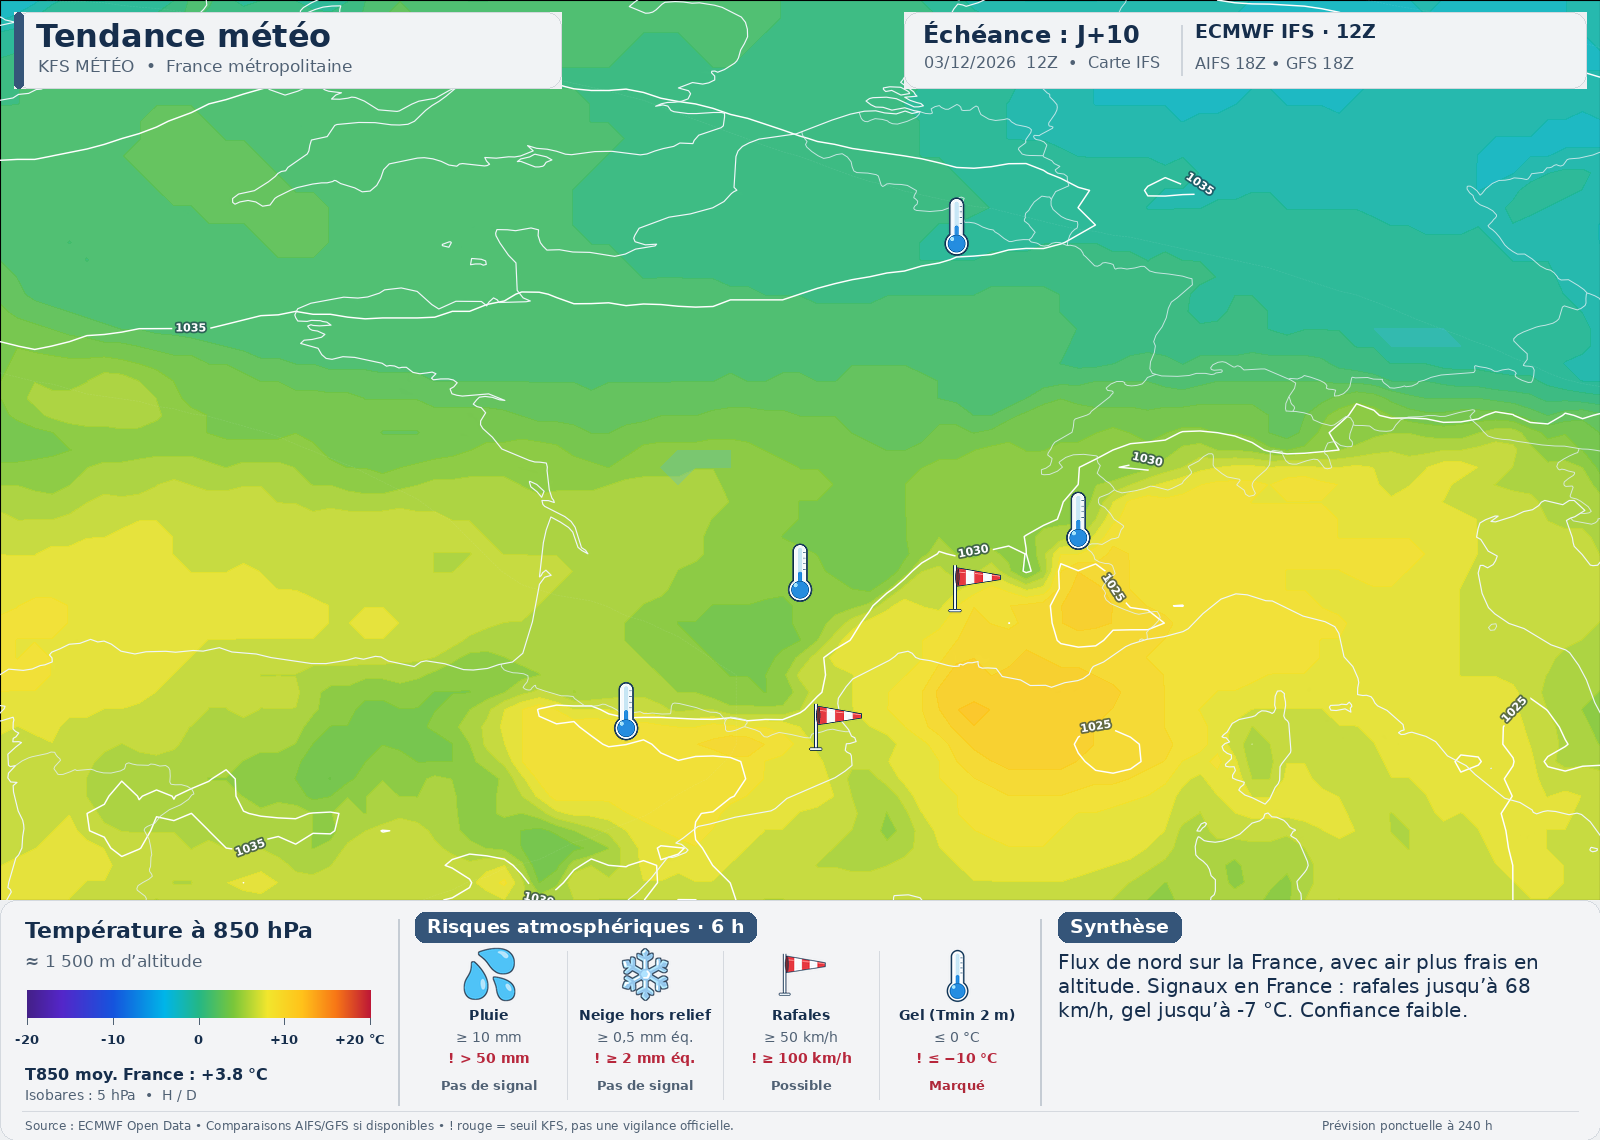 Tendance météo
KFS MÉTÉO • France métropolitaine
Échéance : J+10
03/12/2026 12Z • Carte IFS
ECMWF IFS · 12Z
AIFS 18Z • GFS 18Z
1035
1035
1030
1030
1025
1025
1025
1035
1030
Température à 850 hPa
≈ 1 500 m d’altitude
-20 -10 0 +10 +20 °C
T850 moy. France : +3.8 °C
Isobares : 5 hPa • H / D
Risques atmosphériques · 6 h
Pluie
≥ 10 mm
! > 50 mm
Pas de signal
Neige hors relief
≥ 0,5 mm éq.
! ≥ 2 mm éq.
Pas de signal
Rafales
≥ 50 km/h
! ≥ 100 km/h
Possible
Gel (Tmin 2 m)
≤ 0 °C
! ≤ −10 °C
Marqué
Synthèse
Flux de nord sur la France, avec air plus frais en
altitude. Signaux en France : rafales jusqu’à 68
km/h, gel jusqu’à -7 °C. Confiance faible.
Source : ECMWF Open Data • Comparaisons AIFS/GFS si disponibles • ! rouge = seuil KFS, pas une vigilance officielle.
Prévision ponctuelle à 240 h